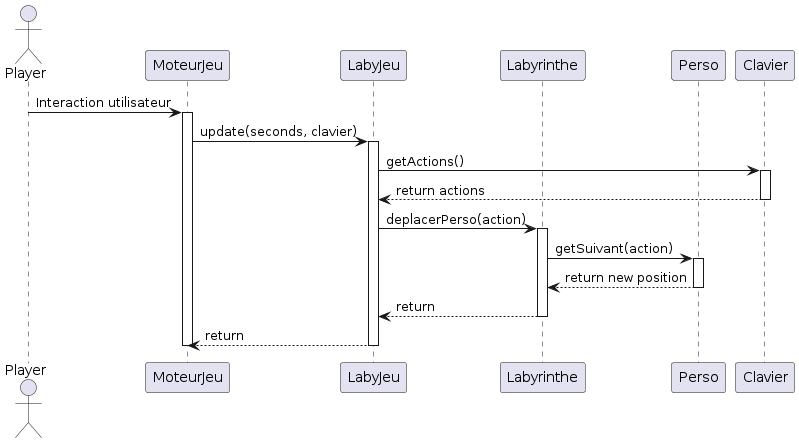 Player
MoteurJeu
LabyJeu
Labyrinthe
Perso
Clavier
Interaction utilisateur
update(seconds, clavier)
getActions()
return actions
deplacerPerso(action)
getSuivant(action)
return new position
return
return
Player
MoteurJeu
LabyJeu
Labyrinthe
Perso
Clavier